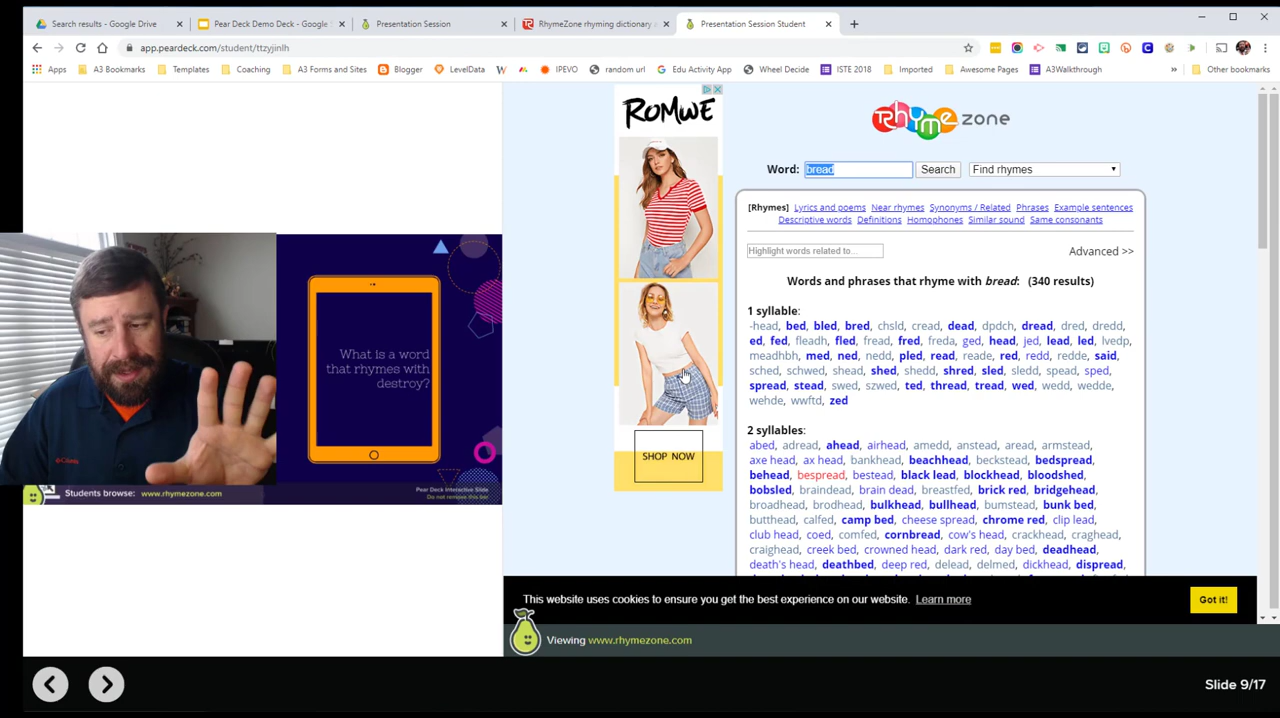 Search results - Google Drive
Pear Deck Demo Deck - Google S
Presentation Session
RhymeZone rhyming dictionary a
Presentation Session Student
app.peardeck.com/student/ttzyjinlh
Apps A3 Bookmarks Templates Coaching A3 Forms and Sites Blogger LevelData IPEVO random url Edu Activity App Wheel Decide ISTE 2018 Imported Awesome Pages A3Walkthrough » Other bookmarks
What is a word
that rhymes with
destroy?
Students browse: www.rhymezone.com
Pear Deck Interactive Slide
Do not remove this bar
ROMWE
SHOP NOW
Rhyme zone
Word: bread Search Find rhymes
[Rhymes] Lyrics and poems Near rhymes Synonyms / Related Phrases Example sentences
Descriptive words Definitions Homophones Similar sound Same consonants
Highlight words related to... Advanced >>
Words and phrases that rhyme with bread: (340 results)
1 syllable:
-head, bed, bled, bred, chsld, cread, dead, dpdch, dread, dred, dredd,
ed, fed, fleadh, fled, fread, fred, freda, ged, head, jed, lead, led, lvedp,
meadhbh, med, ned, nedd, pled, read, reade, red, redd, redde, said,
sched, schwed, shead, shed, shedd, shred, sled, sledd, spead, sped,
spread, stead, swed, szwed, ted, thread, tread, wed, wedd, wedde,
wehde, wwftd, zed
2 syllables:
abed, adread, ahead, airhead, amedd, anstead, aread, armstead,
axe head, ax head, bankhead, beachhead, beckstead, bedspread,
behead, bespread, bestead, black lead, blockhead, bloodshed,
bobsled, braindead, brain dead, breastfed, brick red, bridgehead,
broadhead, brodhead, bulkhead, bullhead, bumstead, bunk bed,
butthead, calfed, camp bed, cheese spread, chrome red, clip lead,
club head, coed, comfed, cornbread, cow's head, crackhead, craghead,
craighead, creek bed, crowned head, dark red, day bed, deadhead,
death's head, deathbed, deep red, delead, delmed, dickhead, dispread,
This website uses cookies to ensure you get the best experience on our website. Learn more
Got it!
Viewing www.rhymezone.com
Slide 9/17